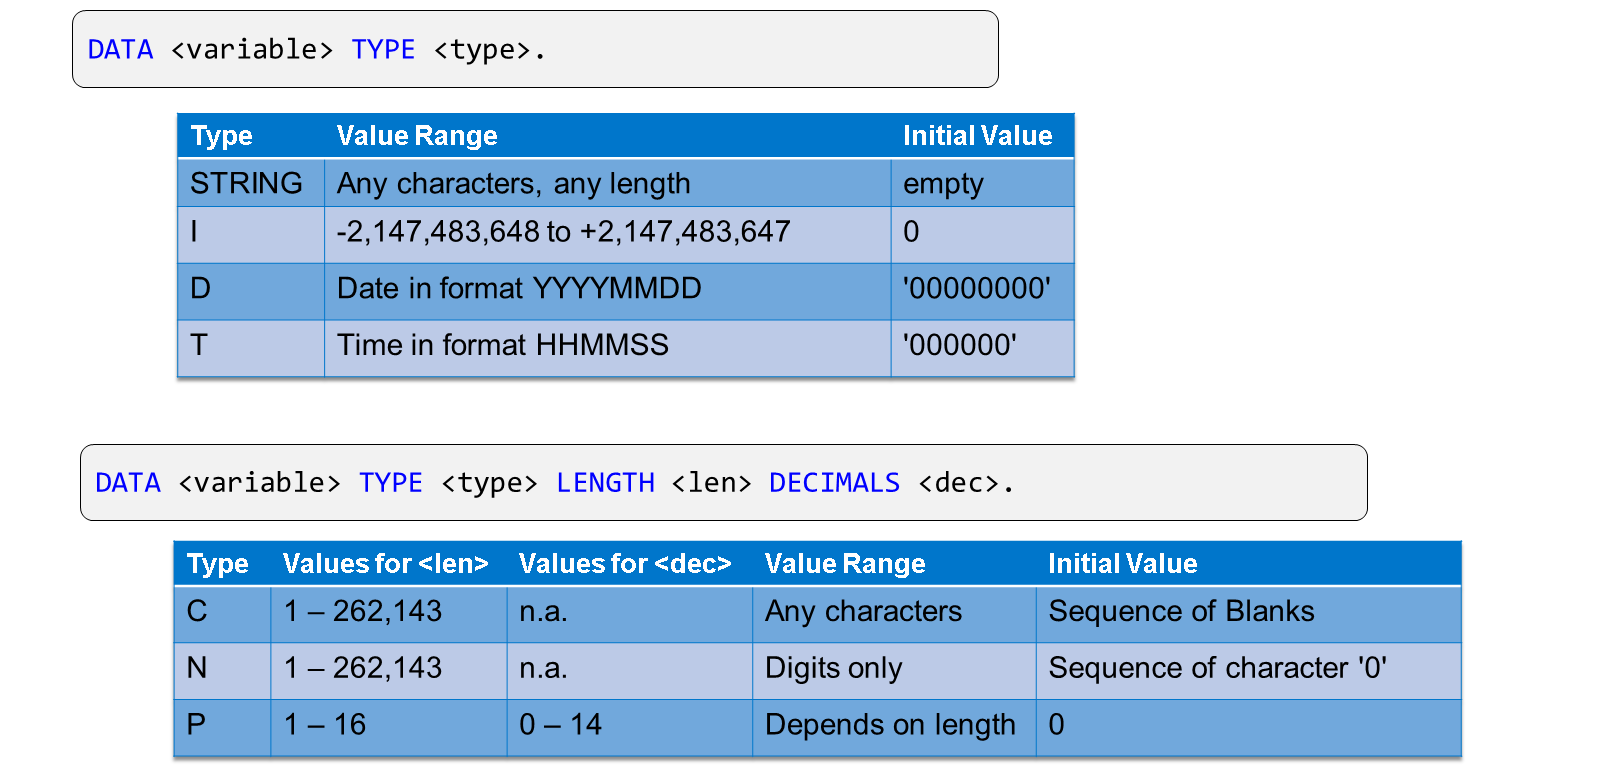 DATA <variable> TYPE <type>.
Type Value Range Initial Value
STRING Any characters, any length empty
I -2,147,483,648 to +2,147,483,647 0
D Date in format YYYYMMDD '00000000'
T Time in format HHMMSS '000000'
DATA <variable> TYPE <type> LENGTH <len> DECIMALS <dec>.
Type Values for <len> Values for <dec> Value Range Initial Value
C 1 – 262,143 n.a. Any characters Sequence of Blanks
N 1 – 262,143 n.a. Digits only Sequence of character '0'
P 1 – 16 0 – 14 Depends on length 0